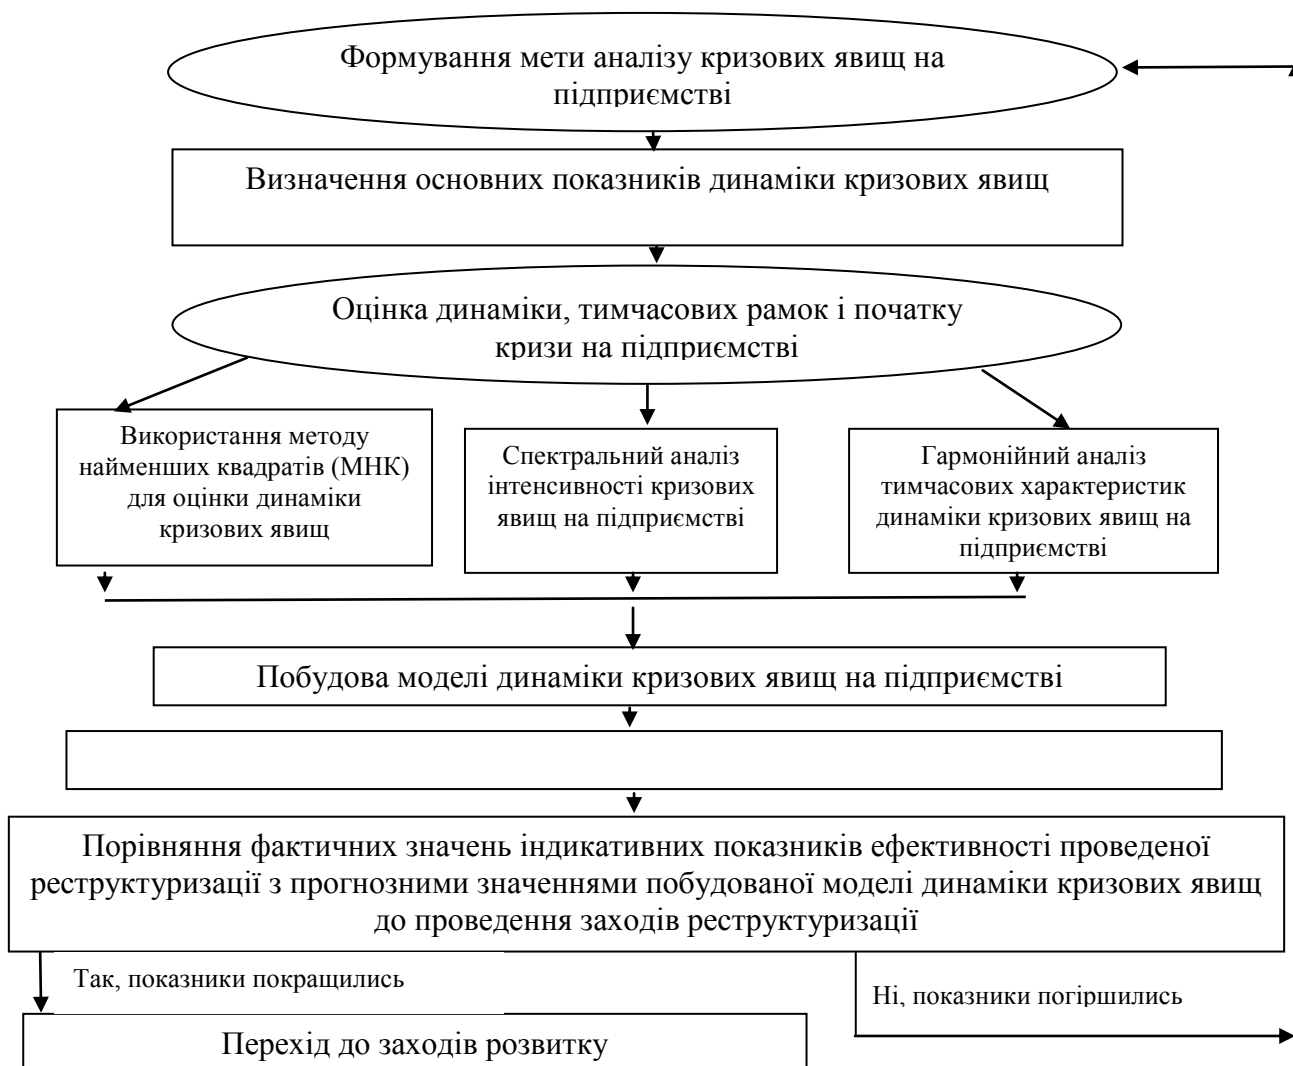 Формування мети аналізу кризових явищ на
підприємстві
Визначення основних показників динаміки кризових явищ
Оцінка динаміки, тимчасових рамок і початку
кризи на підприємстві
Використання методу
найменших квадратів (МНК)
для оцінки динаміки
кризових явищ
Спектральний аналіз
інтенсивності кризових
явищ на підприємстві
Гармонійний аналіз
тимчасових характеристик
динаміки кризових явищ на
підприємстві
Побудова моделі динаміки кризових явищ на підприємстві
Порівняння фактичних значень індикативних показників ефективності проведеної
реструктуризації з прогнозними значеннями побудованої моделі динаміки кризових явищ
до проведення заходів реструктуризації
Так, показники покращились
Ні, показники погіршились
Перехід до заходів розвитку